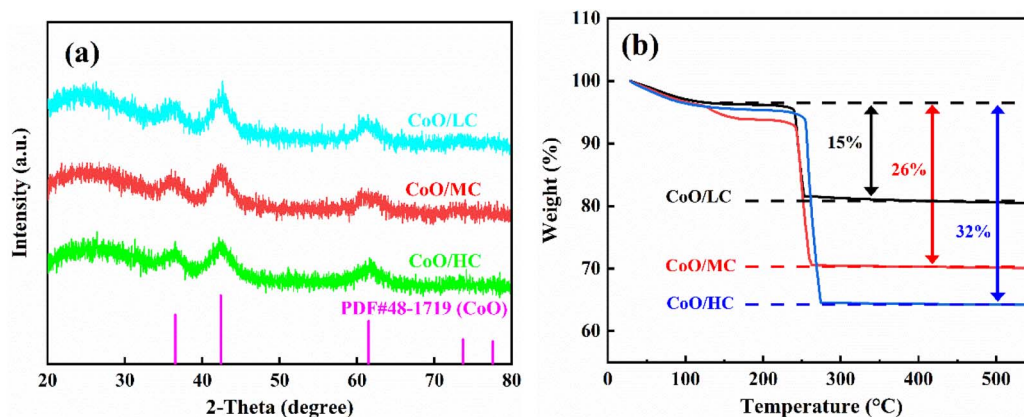 (a)
Intensity (a.u.)
CoO/LC
CoO/MC
CoO/HC
PDF#48-1719 (CoO)
20 30 40 50 60 70 80
2-Theta (degree)
(b)
Weight (%)
100
90
80
70
60
15%
26%
32%
CoO/LC
CoO/MC
CoO/HC
0 100 200 300 400 500
Temperature (°C)